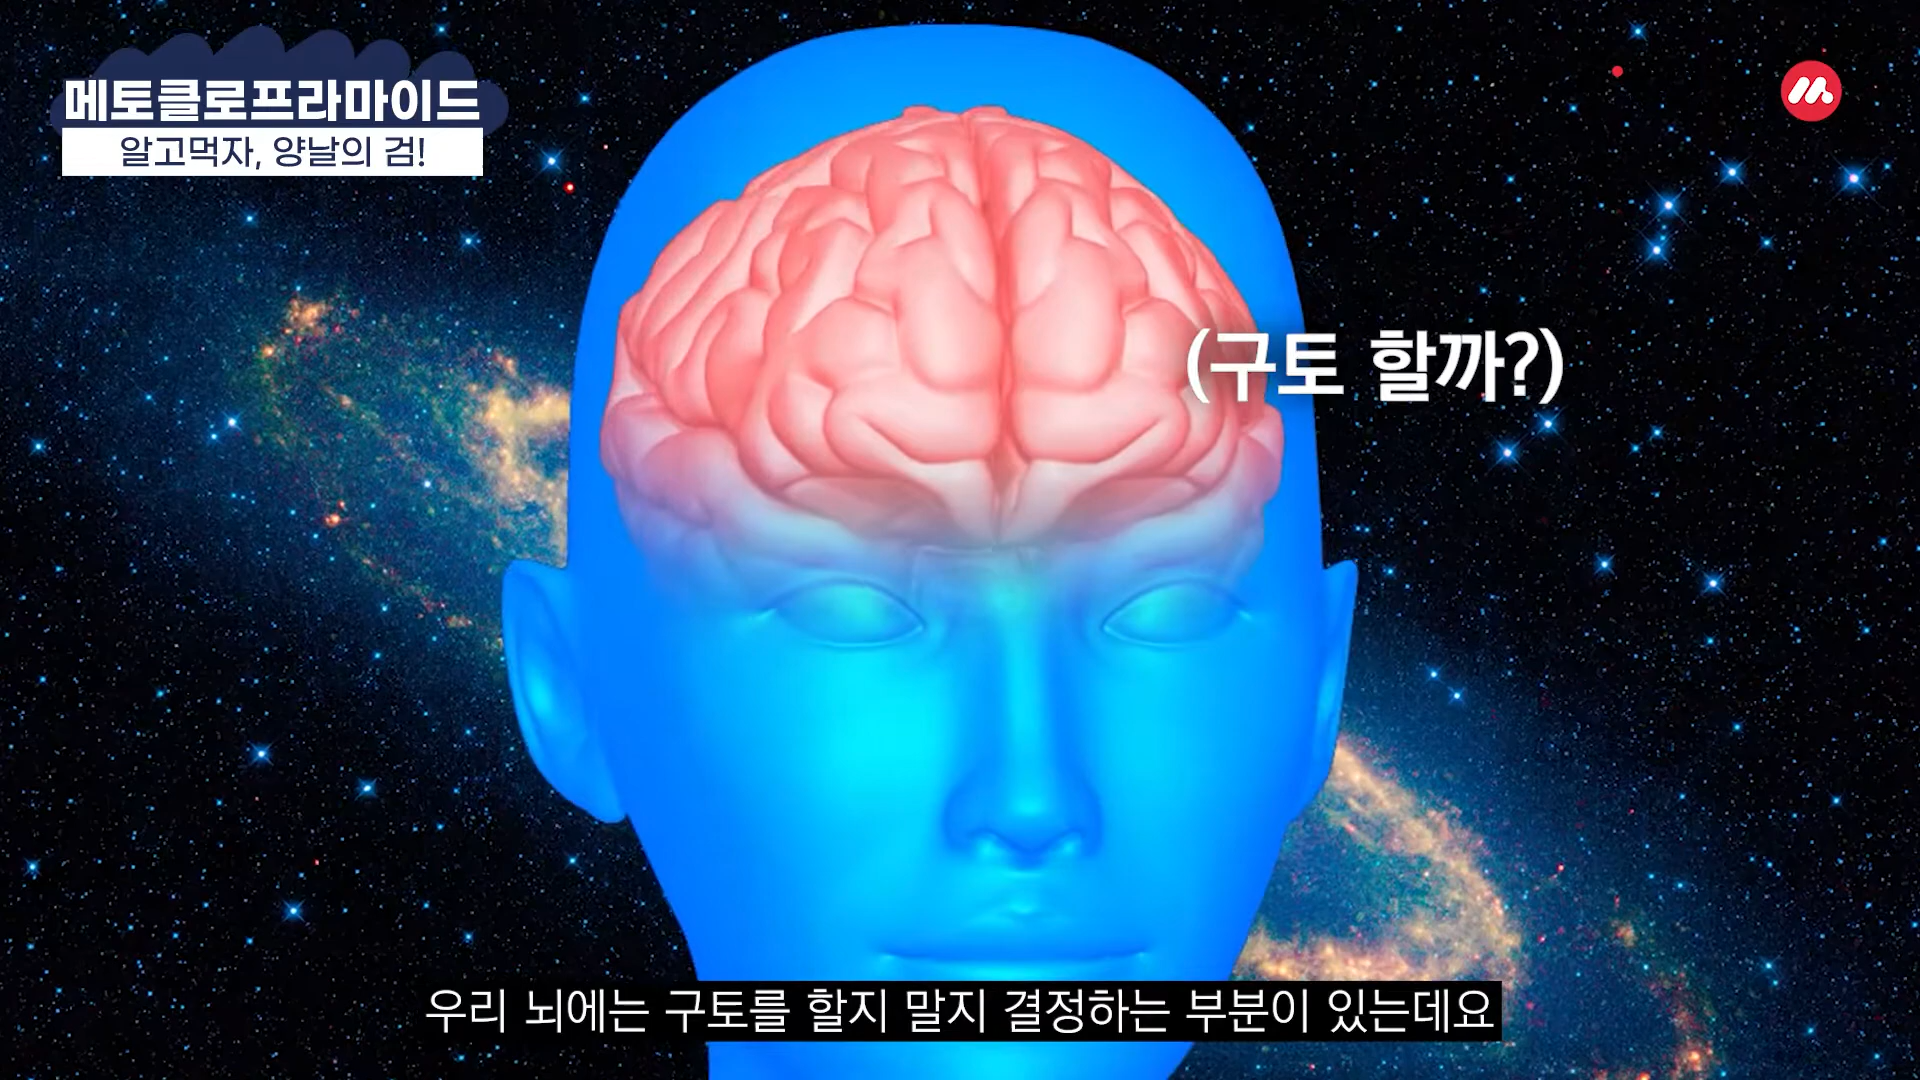 메토클로프라마이드
알고먹자, 양날의 검!
(구토 할까?)
우리 뇌에는 구토를 할지 말지 결정하는 부분이 있는데요